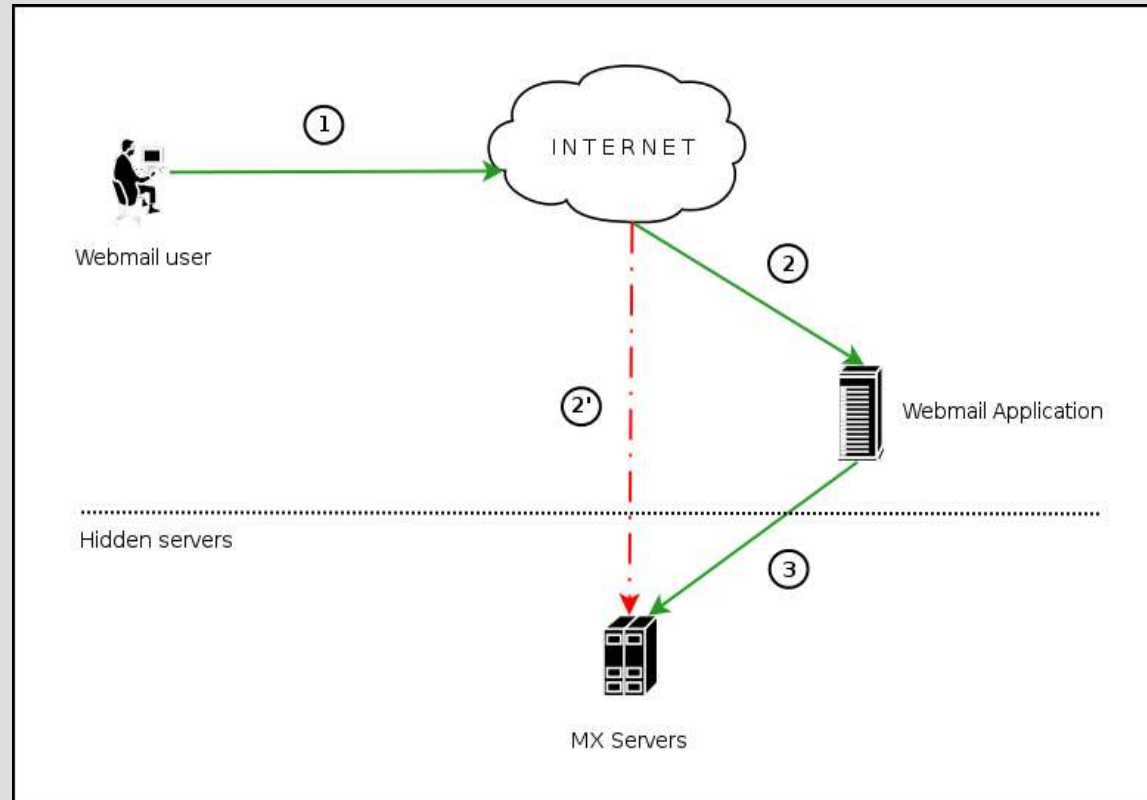 1
INTERNET
Webmail user
2
2'
Webmail Application
Hidden servers
3
MX Servers